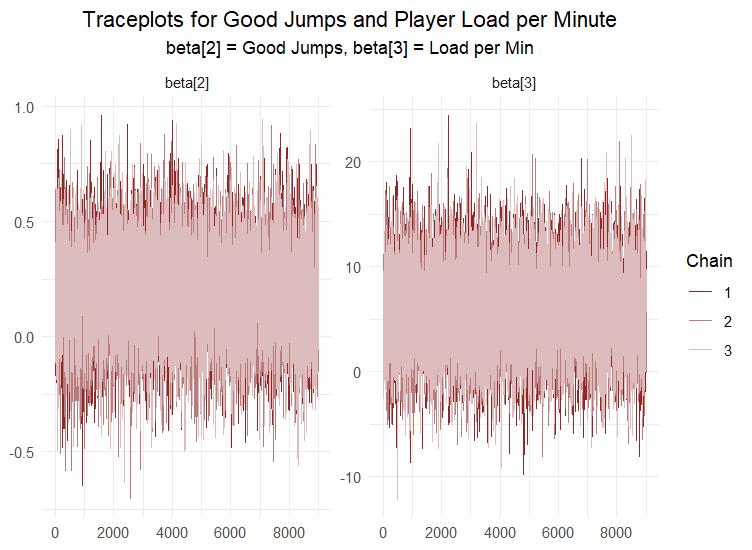 Traceplots for Good Jumps and Player Load per Minute
beta[2] = Good Jumps, beta[3] = Load per Min
beta[2]
1.0
0.5
0.0
-0.5
0 2000 4000 6000 8000
beta[3]
20
10
0
-10
0 2000 4000 6000 8000
Chain
1
2
3